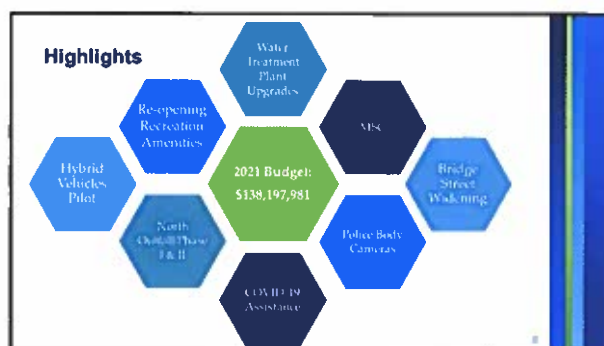 Highlights
Water
Treatment
Plant
Upgrades
Re-opening
Recreation
Amenities
MSC
Hybrid
Vehicles
Pilot
2021 Budget:
$138,197,981
Bridge
Street
Widening
North
Outfall Phase
I & II
Police Body
Cameras
COVID-19
Assistance